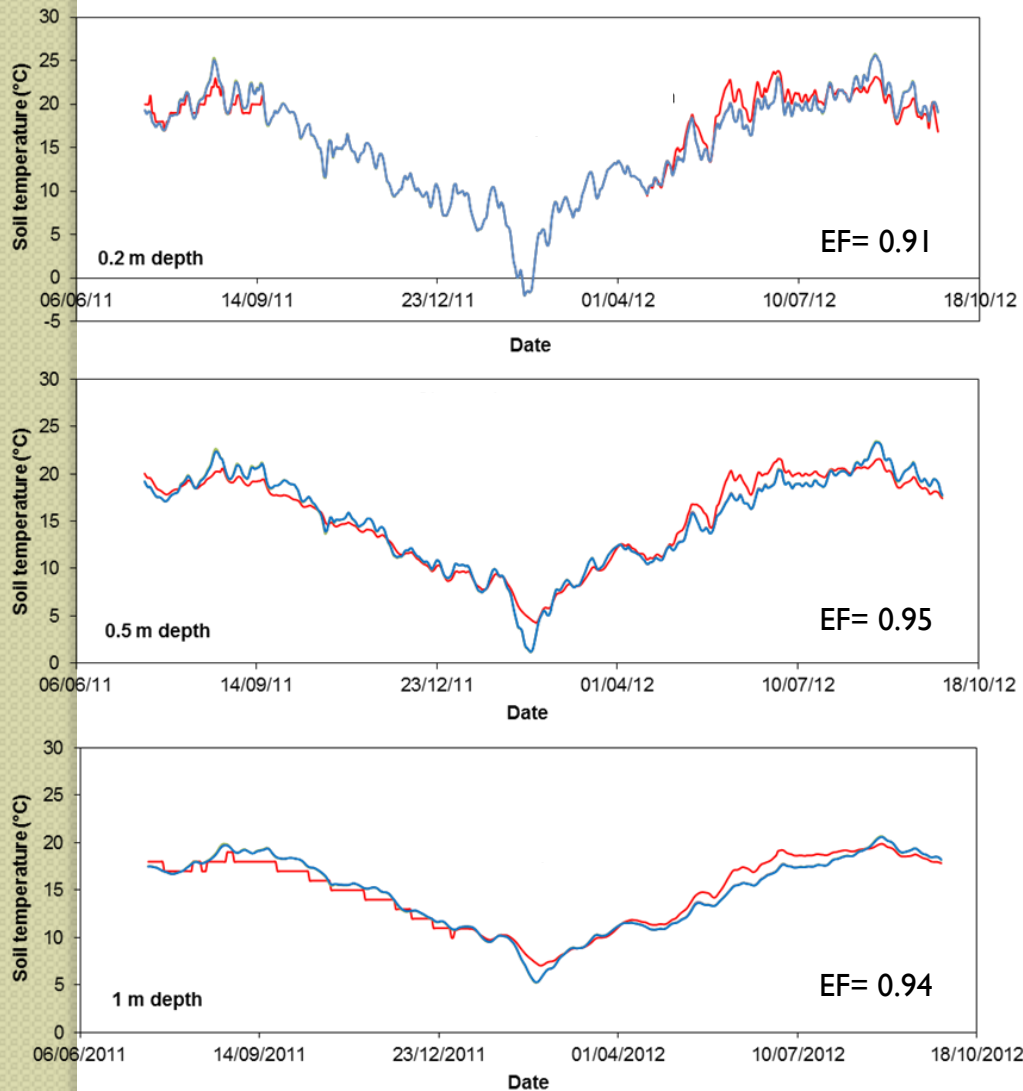 30
25
20
15
10
5
0
-5
Soil temperature (°C)
0.2 m depth
EF= 0.91
06/06/11 14/09/11 23/12/11 01/04/12 10/07/12 18/10/12
Date
30
25
20
15
10
5
0
Soil temperature (°C)
0.5 m depth
EF= 0.95
06/06/11 14/09/11 23/12/11 01/04/12 10/07/12 18/10/12
Date
30
25
20
15
10
5
0
Soil temperature (°C)
1 m depth
EF= 0.94
06/06/2011 14/09/2011 23/12/2011 01/04/2012 10/07/2012 18/10/2012
Date